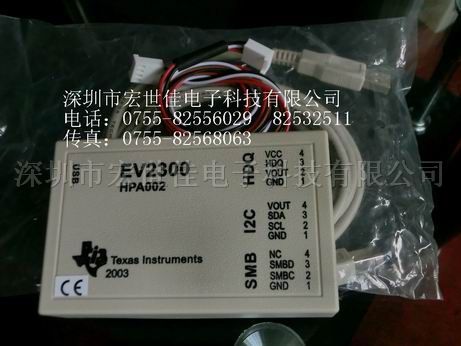 深圳市宏世佳电子科技有限公司
电话：0755-82556029 82532511
传真：0755-82568063
深圳市宏世佳电子科技有限公司
USB
EV2300
HPA002
HDQ
VCC 4
HDQ 3
VOUT 2
GND 1
I2C
VOUT 4
SDA 3
SCL 2
GND 1
SMB
NC 4
SMBD 3
SMBC 2
GND 1
Texas Instruments
2003
CE